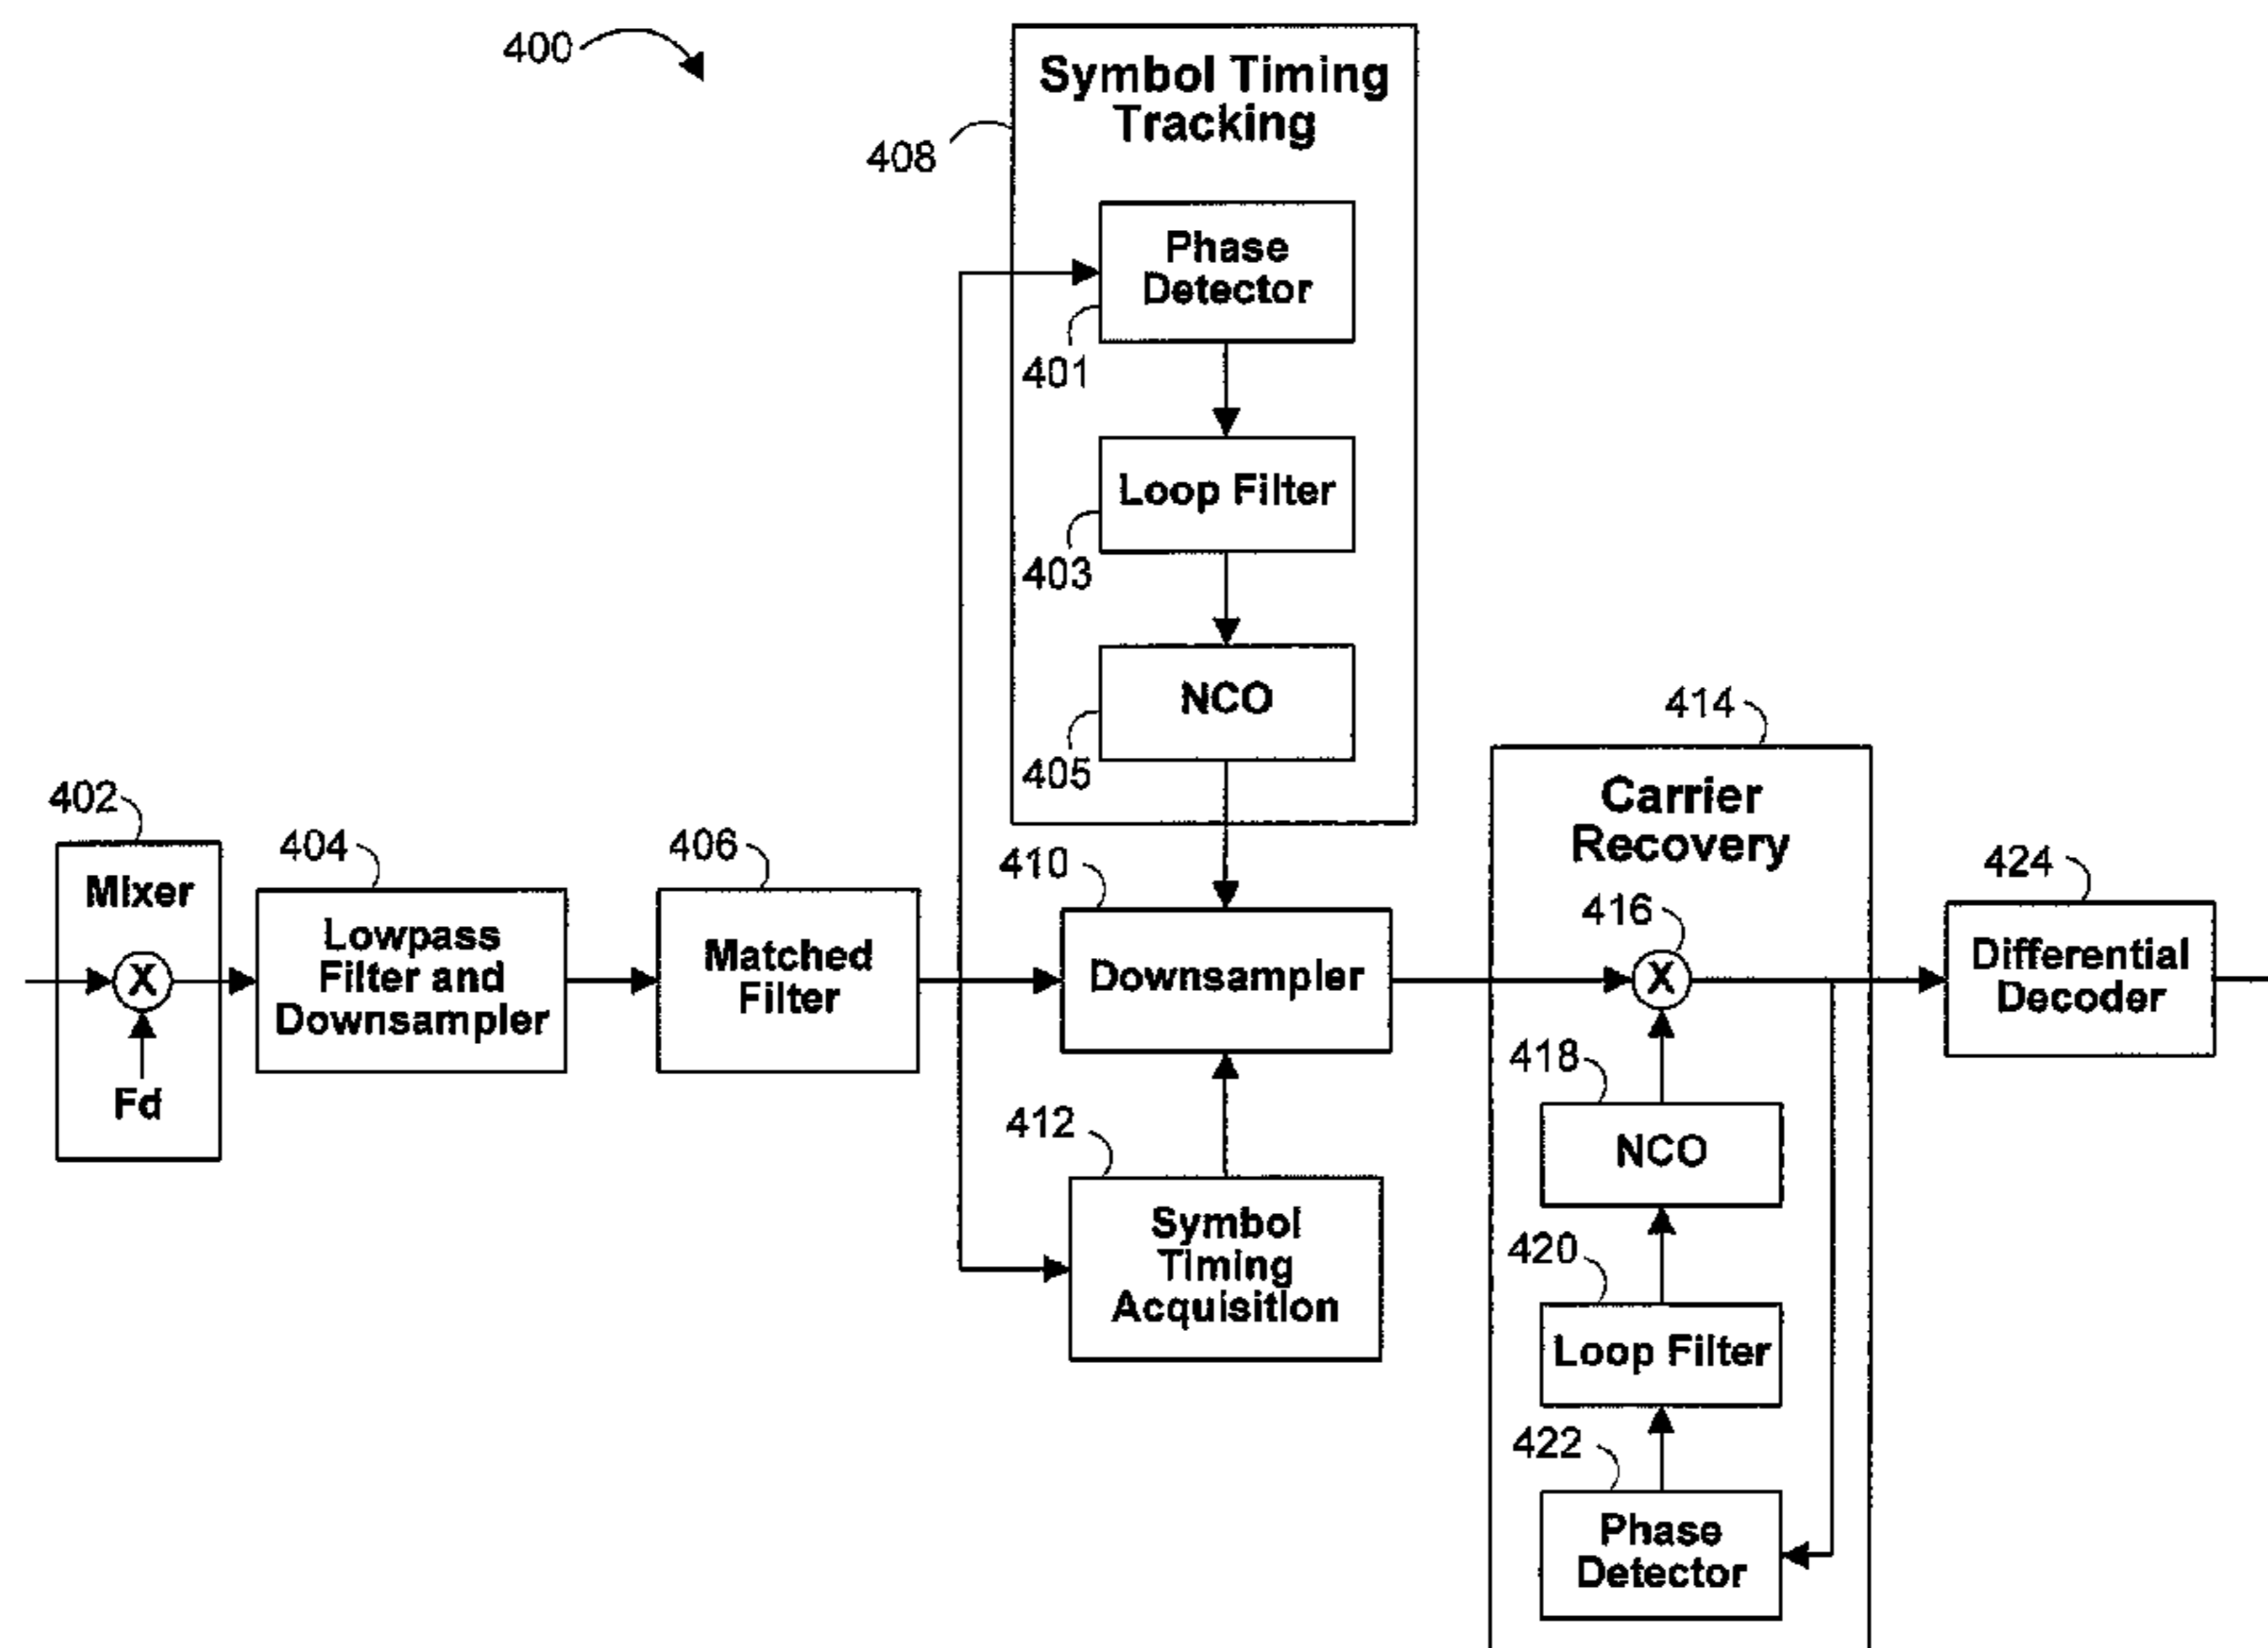 400
Symbol Timing
Tracking
408
Phase
Detector
401
Loop Filter
403
NCO
405
402
Mixer
X
Fd
404
Lowpass
Filter and
Downsampler
406
Matched
Filter
410
Downsampler
412
Symbol
Timing
Acquisition
414
Carrier
Recovery
416
X
418
NCO
420
Loop Filter
422
Phase
Detector
424
Differential
Decoder